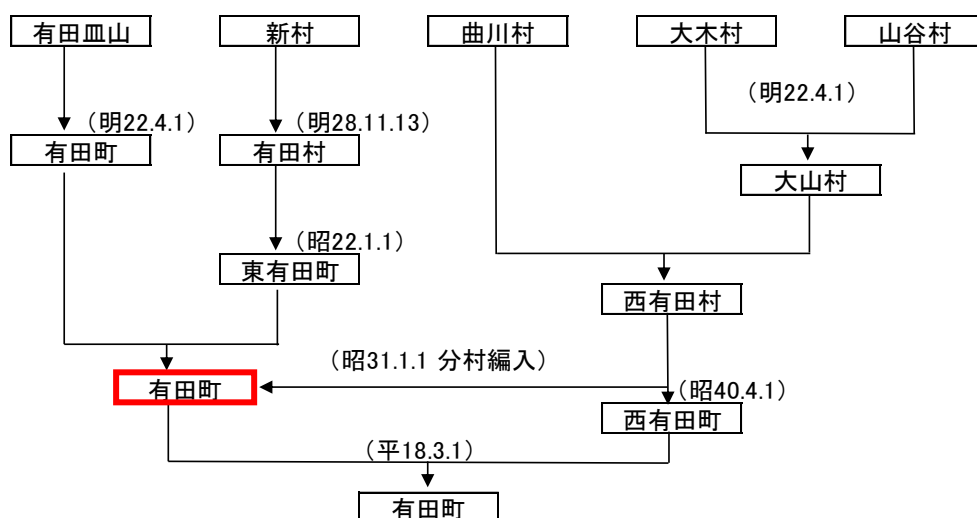 有田皿山
新村
曲川村
大木村
山谷村
（明22.4.1）
（明22.4.1）
（明28.11.13）
有田町
有田村
大山村
（昭22.1.1）
東有田町
西有田村
（昭31.1.1 分村編入）
有田町
（昭40.4.1）
西有田町
（平18.3.1）
有田町